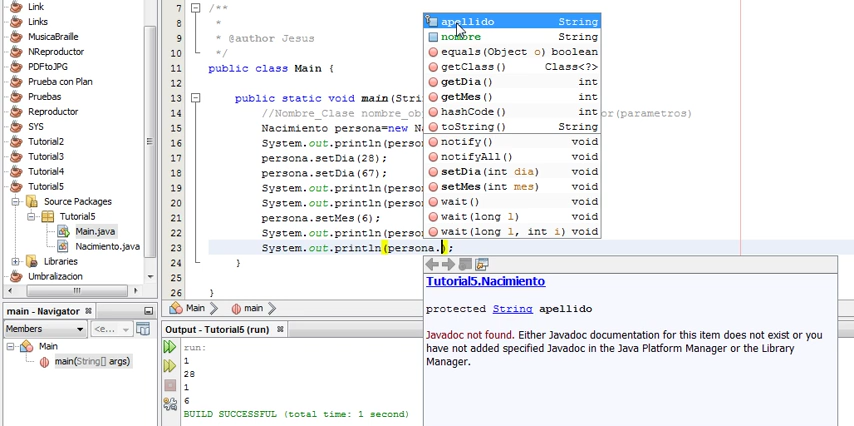 Link
Links
MusicaBraille
NReproductor
PDFtoJPG
Prueba con Plan
Pruebas
Reproductor
SYS
Tutorial2
Tutorial3
Tutorial4
Tutorial5
Source Packages
Tutorial5
Main.java
Nacimiento.java
Libraries
Umbralizacion
main - Navigator
Members
<e...
Main
main(String[] args)
7 /**
8 *
9 * @author Jesus
10 */
11 public class Main {
12
13 public static void main(Stri
14 //Nombre_Clase nombre_ob or(parametros)
15 Nacimiento persona=new Na
16 System.out.println(perso
17 persona.setDia(28);
18 persona.setDia(67);
19 System.out.println(perso
20 System.out.println(perso
21 persona.setMes(6);
22 System.out.println(perso
23 System.out.println(persona.);
24 }
25
26 }
apellido String
nombre String
equals(Object o) boolean
getClass() Class<?>
getDia() int
getMes() int
hashCode() int
toString() String
notify() void
notifyAll() void
setDia(int dia) void
setMes(int mes) void
wait() void
wait(long l) void
wait(long l, int i) void
Tutorial5.Nacimiento
protected String apellido
Javadoc not found. Either Javadoc documentation for this item does not exist or you
have not added specified Javadoc in the Java Platform Manager or the Library
Manager.
Main main
Output - Tutorial5 (run)
run:
1
28
1
6
BUILD SUCCESSFUL (total time: 1 second)